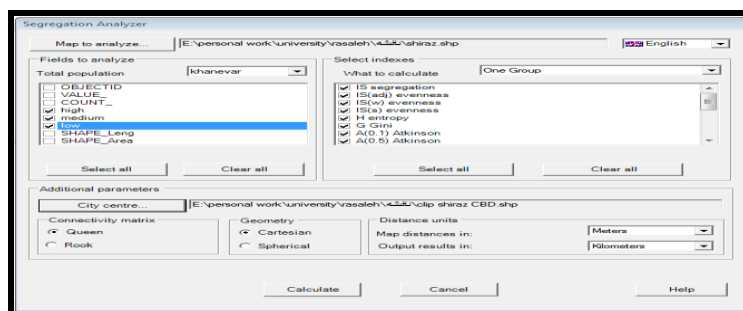 Segregation Analyzer
Map to analyze...
E:\personal work\university\rasaleh\نقشه\shiraz.shp
English
Fields to analyze
Total population
khanevar
OBJECTID
VALUE_
COUNT_
high
medium
low
SHAPE_Leng
SHAPE_Area
Select all
Clear all
Select indexes
What to calculate
One Group
IS segregation
IS(adj) evenness
IS(w) evenness
IS(s) evenness
H entropy
G Gini
A(0.1) Atkinson
A(0.5) Atkinson
Select all
Clear all
Additional parameters
City centre...
E:\personal work\university\rasaleh\نقشه\clip shiraz CBD.shp
Connectivity matrix
Queen
Rook
Geometry
Cartesian
Spherical
Distance units
Map distances in:
Meters
Output results in:
Kilometers
Calculate
Cancel
Help